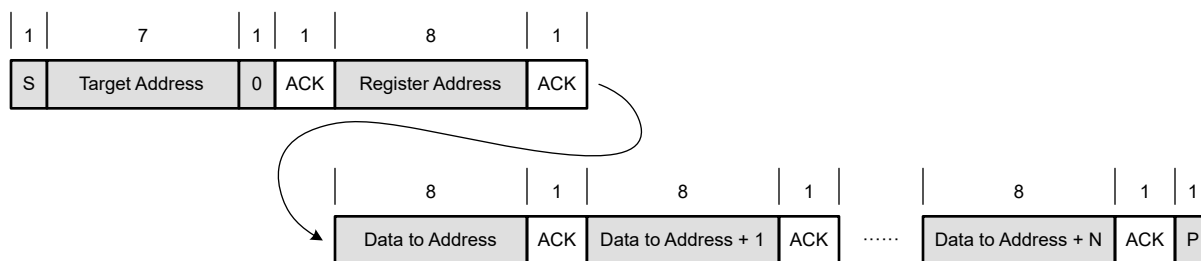 1 7 1 1 8 1
S Target Address 0 ACK Register Address ACK
8 1 8 1 8 1 1
Data to Address ACK Data to Address + 1 ACK ...... Data to Address + N ACK P